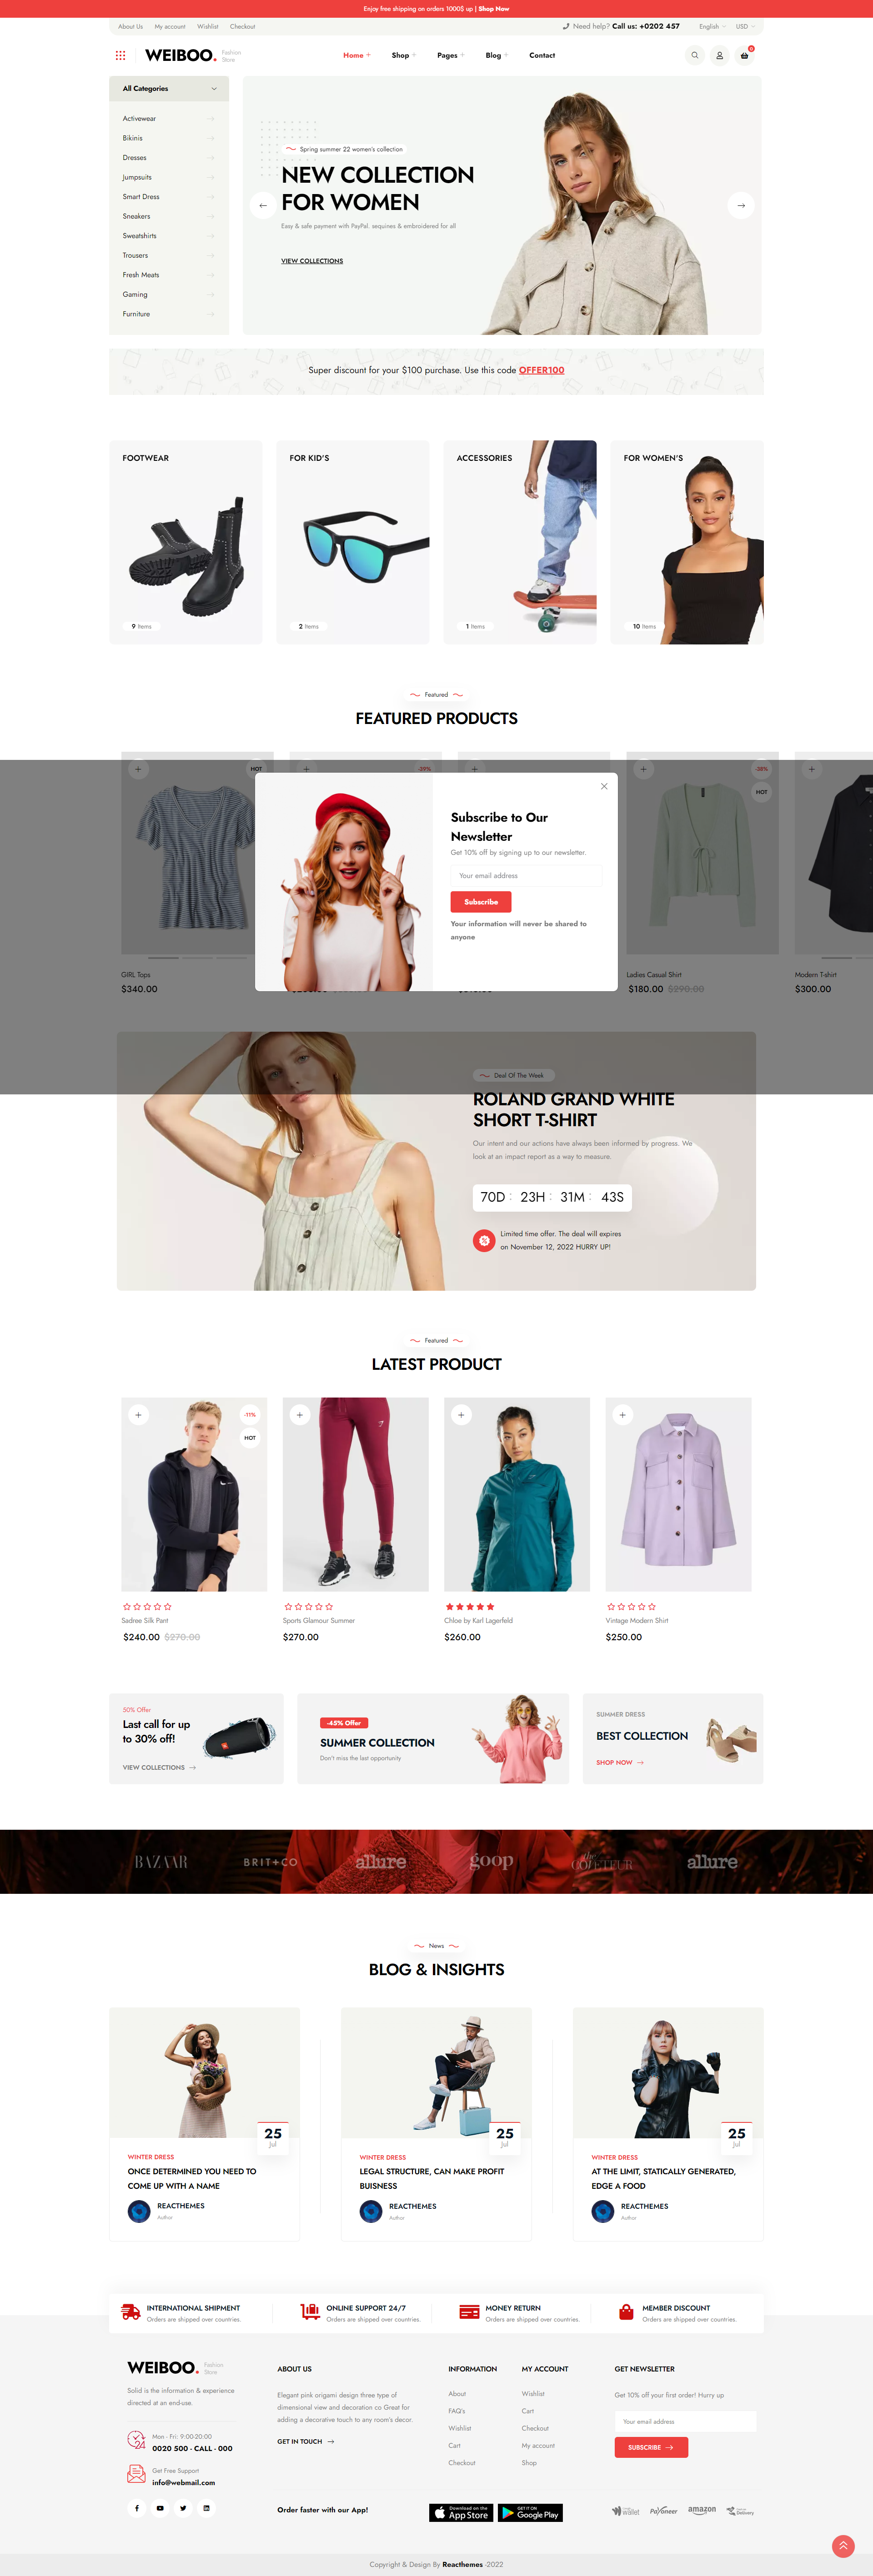 Enjoy free shipping on orders 1000$ up | Shop Now
About Us My account Wishlist Checkout
Need help? Call us: +0202 457
English USD
WEIBOO. Fashion Store
Home Shop Pages Blog Contact
0
All Categories
Activewear
Bikinis
Dresses
Jumpsuits
Smart Dress
Sneakers
Sweatshirts
Trousers
Fresh Meats
Gaming
Furniture
Spring summer 22 women's collection
NEW COLLECTION
FOR WOMEN
Easy & safe payment with PayPal. sequines & embroidered for all
VIEW COLLECTIONS
Super discount for your $100 purchase. Use this code OFFER100
FOOTWEAR
9 Items
FOR KID'S
2 Items
ACCESSORIES
1 Items
FOR WOMEN'S
10 Items
Featured
FEATURED PRODUCTS
HOT
-38%
HOT
Subscribe to Our
Newsletter
Get 10% off by signing up to our newsletter.
Your email address
Subscribe
Your information will never be shared to
anyone
GIRL Tops
$340.00
Ladies Casual Shirt
$180.00 $290.00
Modern T-shirt
$300.00
Deal Of The Week
ROLAND GRAND WHITE
SHORT T-SHIRT
Our intent and our actions have always been informed by progress. We
look at an impact report as a way to measure.
70D : 23H : 31M : 43S
Limited time offer. The deal will expires
on November 12, 2022 HURRY UP!
Featured
LATEST PRODUCT
-11%
HOT
Sadree Silk Pant
$240.00 $270.00
Sports Glamour Summer
$270.00
Chloe by Karl Lagerfeld
$260.00
Vintage Modern Shirt
$250.00
50% Offer
Last call for up
to 30% off!
VIEW COLLECTIONS
-45% Offer
SUMMER COLLECTION
Don't miss the last opportunity
SUMMER DRESS
BEST COLLECTION
SHOP NOW
BAZAAR BRIT+CO allure goop the COVETEUR allure
News
BLOG & INSIGHTS
25
Jul
WINTER DRESS
ONCE DETERMINED YOU NEED TO
COME UP WITH A NAME
REACTHEMES
Author
25
Jul
WINTER DRESS
LEGAL STRUCTURE, CAN MAKE PROFIT
BUISNESS
REACTHEMES
Author
25
Jul
WINTER DRESS
AT THE LIMIT, STATICALLY GENERATED,
EDGE A FOOD
REACTHEMES
Author
INTERNATIONAL SHIPMENT
Orders are shipped over countries.
ONLINE SUPPORT 24/7
Orders are shipped over countries.
MONEY RETURN
Orders are shipped over countries.
MEMBER DISCOUNT
Orders are shipped over countries.
WEIBOO. Fashion Store
Solid is the information & experience
directed at an end-use.
Mon - Fri: 9:00-20:00
0020 500 - CALL - 000
Get Free Support
info@webmail.com
ABOUT US
Elegant pink origami design three type of
dimensional view and decoration co Great for
adding a decorative touch to any room's decor.
GET IN TOUCH
INFORMATION
About
FAQ's
Wishlist
Cart
Checkout
MY ACCOUNT
Wishlist
Cart
Checkout
My account
Shop
GET NEWSLETTER
Get 10% off your first order! Hurry up
Your email address
SUBSCRIBE
Order faster with our App!
Download on the App Store
GET IT ON Google Play
Payoneer
amazon
Copyright & Design By Reacthemes -2022